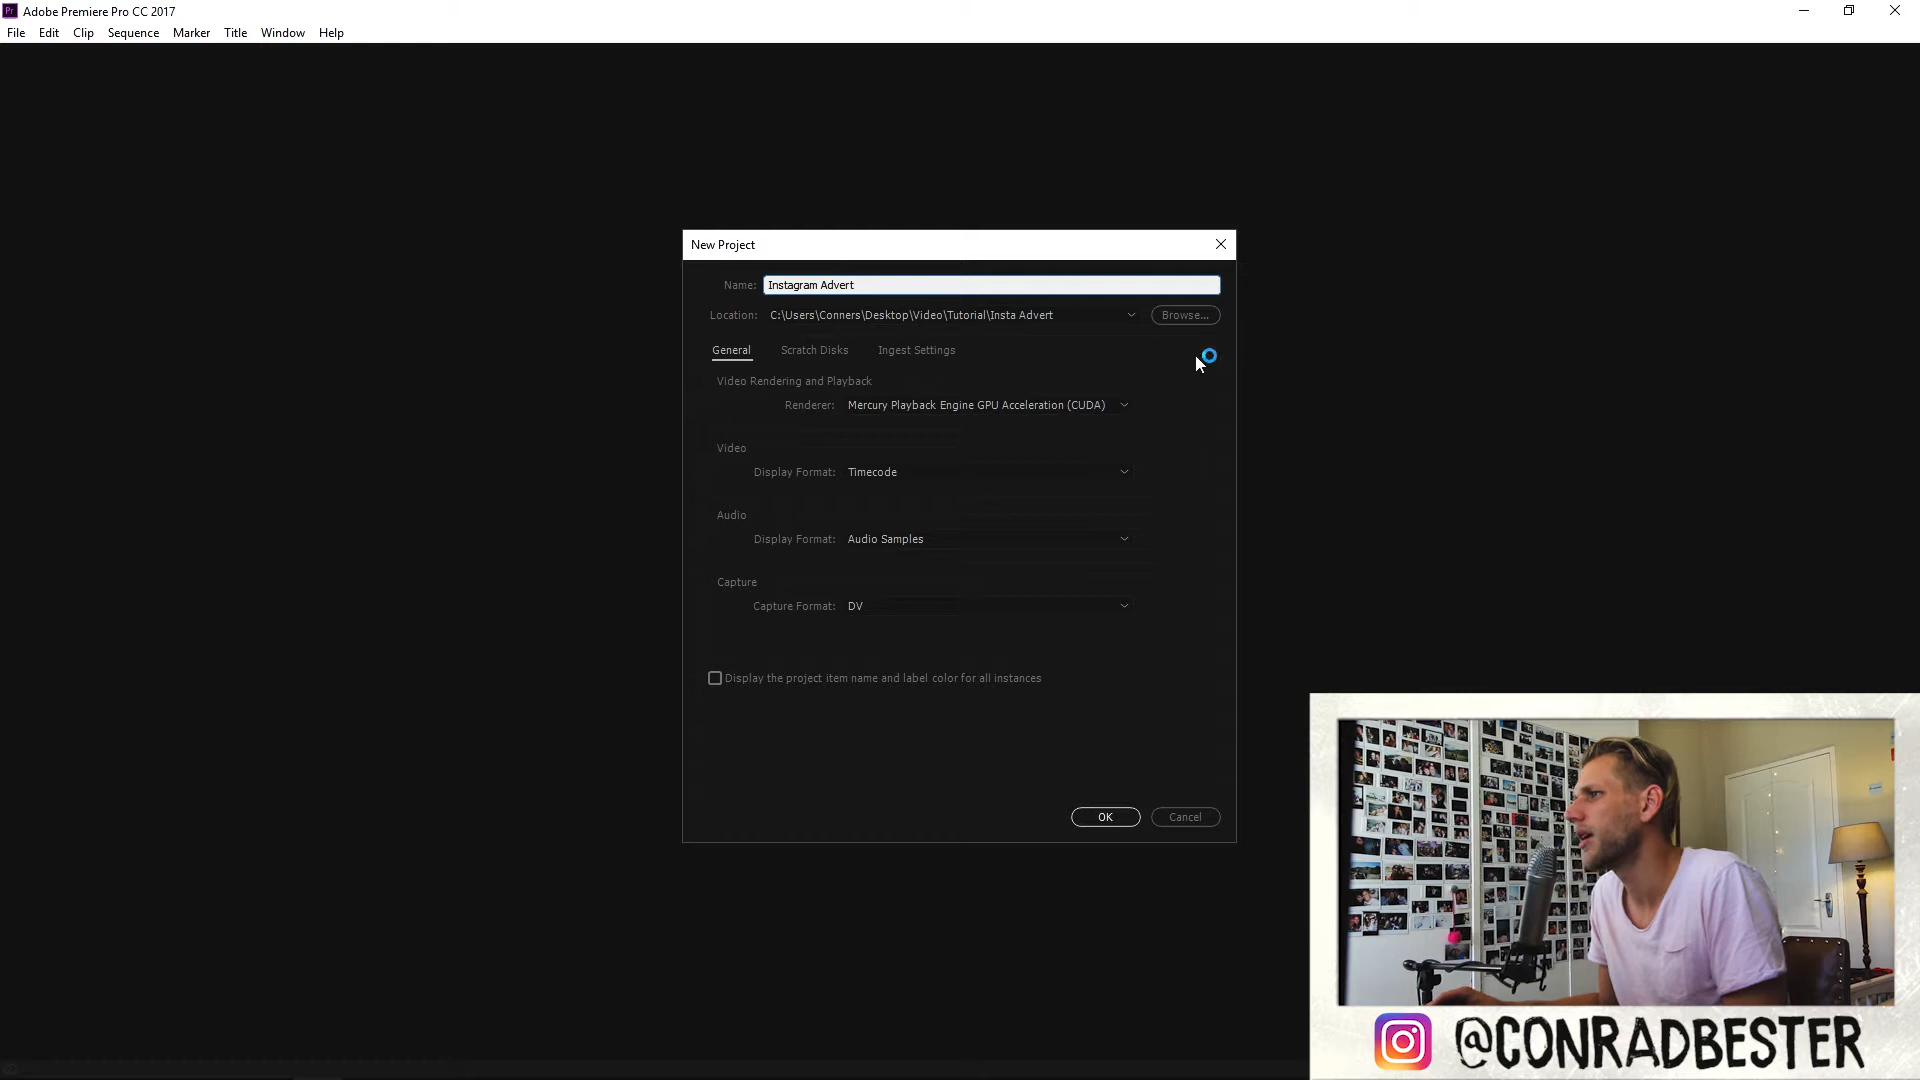 Pr Adobe Premiere Pro CC 2017
File Edit Clip Sequence Marker Title Window Help
New Project
Name: Instagram Advert
Location: C:\Users\Conners\Desktop\Video\Tutorial\Insta Advert Browse...
General Scratch Disks Ingest Settings
Video Rendering and Playback
Renderer: Mercury Playback Engine GPU Acceleration (CUDA)
Video
Display Format: Timecode
Audio
Display Format: Audio Samples
Capture
Capture Format: DV
Display the project item name and label color for all instances
OK Cancel
@CONRADBESTER